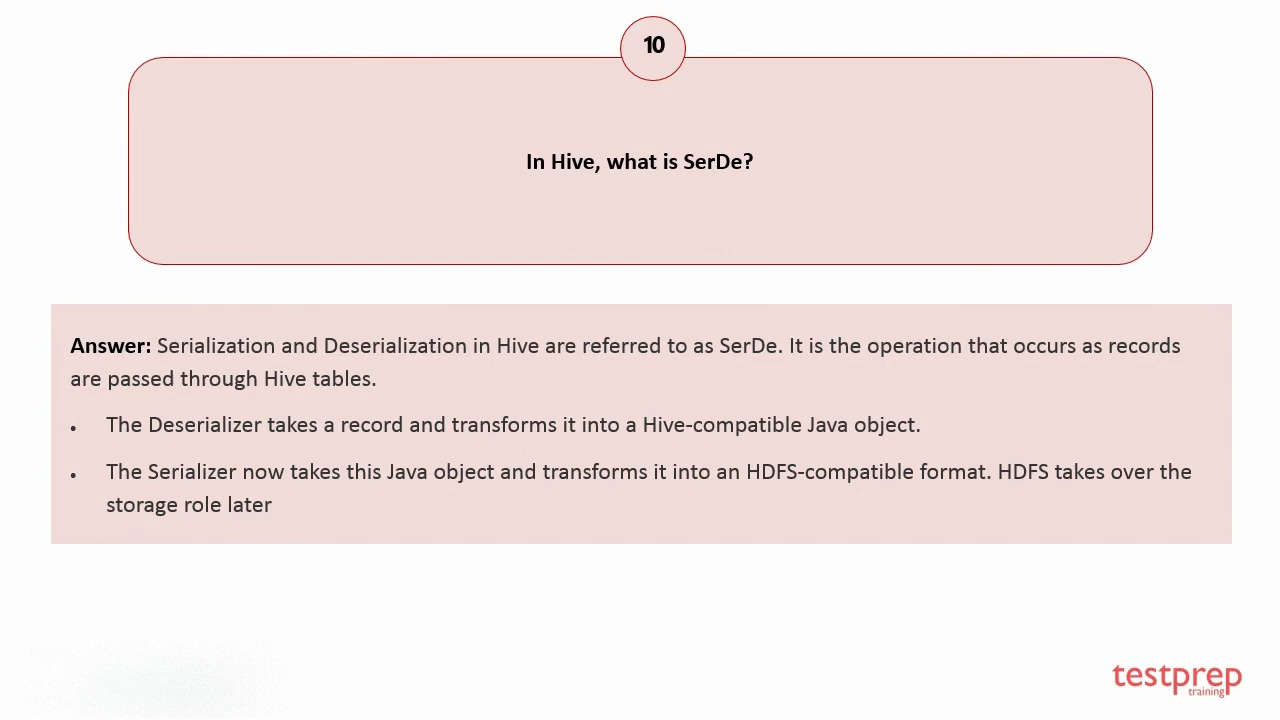 10
In Hive, what is SerDe?
Answer: Serialization and Deserialization in Hive are referred to as SerDe. It is the operation that occurs as records
are passed through Hive tables.
• The Deserializer takes a record and transforms it into a Hive-compatible Java object.
• The Serializer now takes this Java object and transforms it into an HDFS-compatible format. HDFS takes over the
storage role later
testprep
training